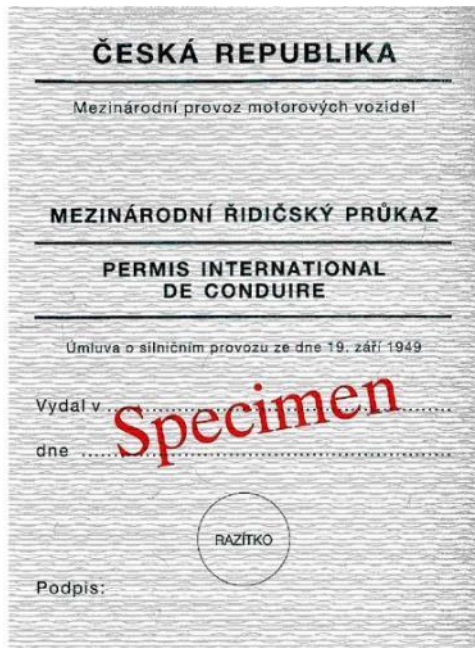 ČESKÁ REPUBLIKA
Mezinárodní provoz motorových vozidel
MEZINÁRODNÍ ŘIDIČSKÝ PRŮKAZ
PERMIS INTERNATIONAL
DE CONDUIRE
Úmluva o silničním provozu ze dne 19. září 1949
Vydal v
Specimen
dne
RAZÍTKO
Podpis: